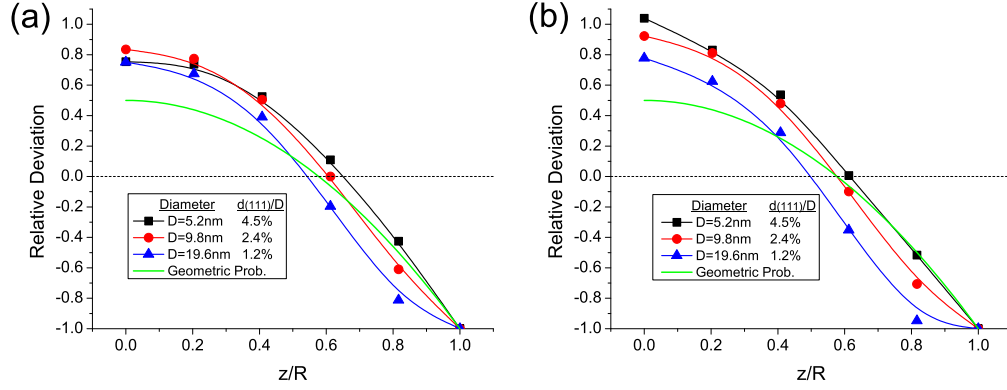 (a)
1.0
0.8
0.6
0.4
0.2
0.0
-0.2
-0.4
-0.6
-0.8
-1.0
Relative Deviation
Diameter d(111)/D
D=5.2nm 4.5%
D=9.8nm 2.4%
D=19.6nm 1.2%
Geometric Prob.
0.0 0.2 0.4 0.6 0.8 1.0
z/R
(b)
1.0
0.8
0.6
0.4
0.2
0.0
-0.2
-0.4
-0.6
-0.8
-1.0
Relative Deviation
Diameter d(111)/D
D=5.2nm 4.5%
D=9.8nm 2.4%
D=19.6nm 1.2%
Geometric Prob.
0.0 0.2 0.4 0.6 0.8 1.0
z/R